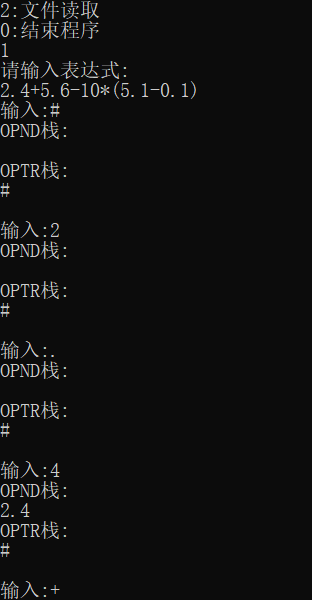 2:文件读取
0:结束程序
1
请输入表达式:
2.4+5.6-10*(5.1-0.1)
输入:#
OPND栈:
OPTR栈:
#
输入:2
OPND栈:
OPTR栈:
#
输入:.
OPND栈:
OPTR栈:
#
输入:4
OPND栈:
2.4
OPTR栈:
#
输入:+